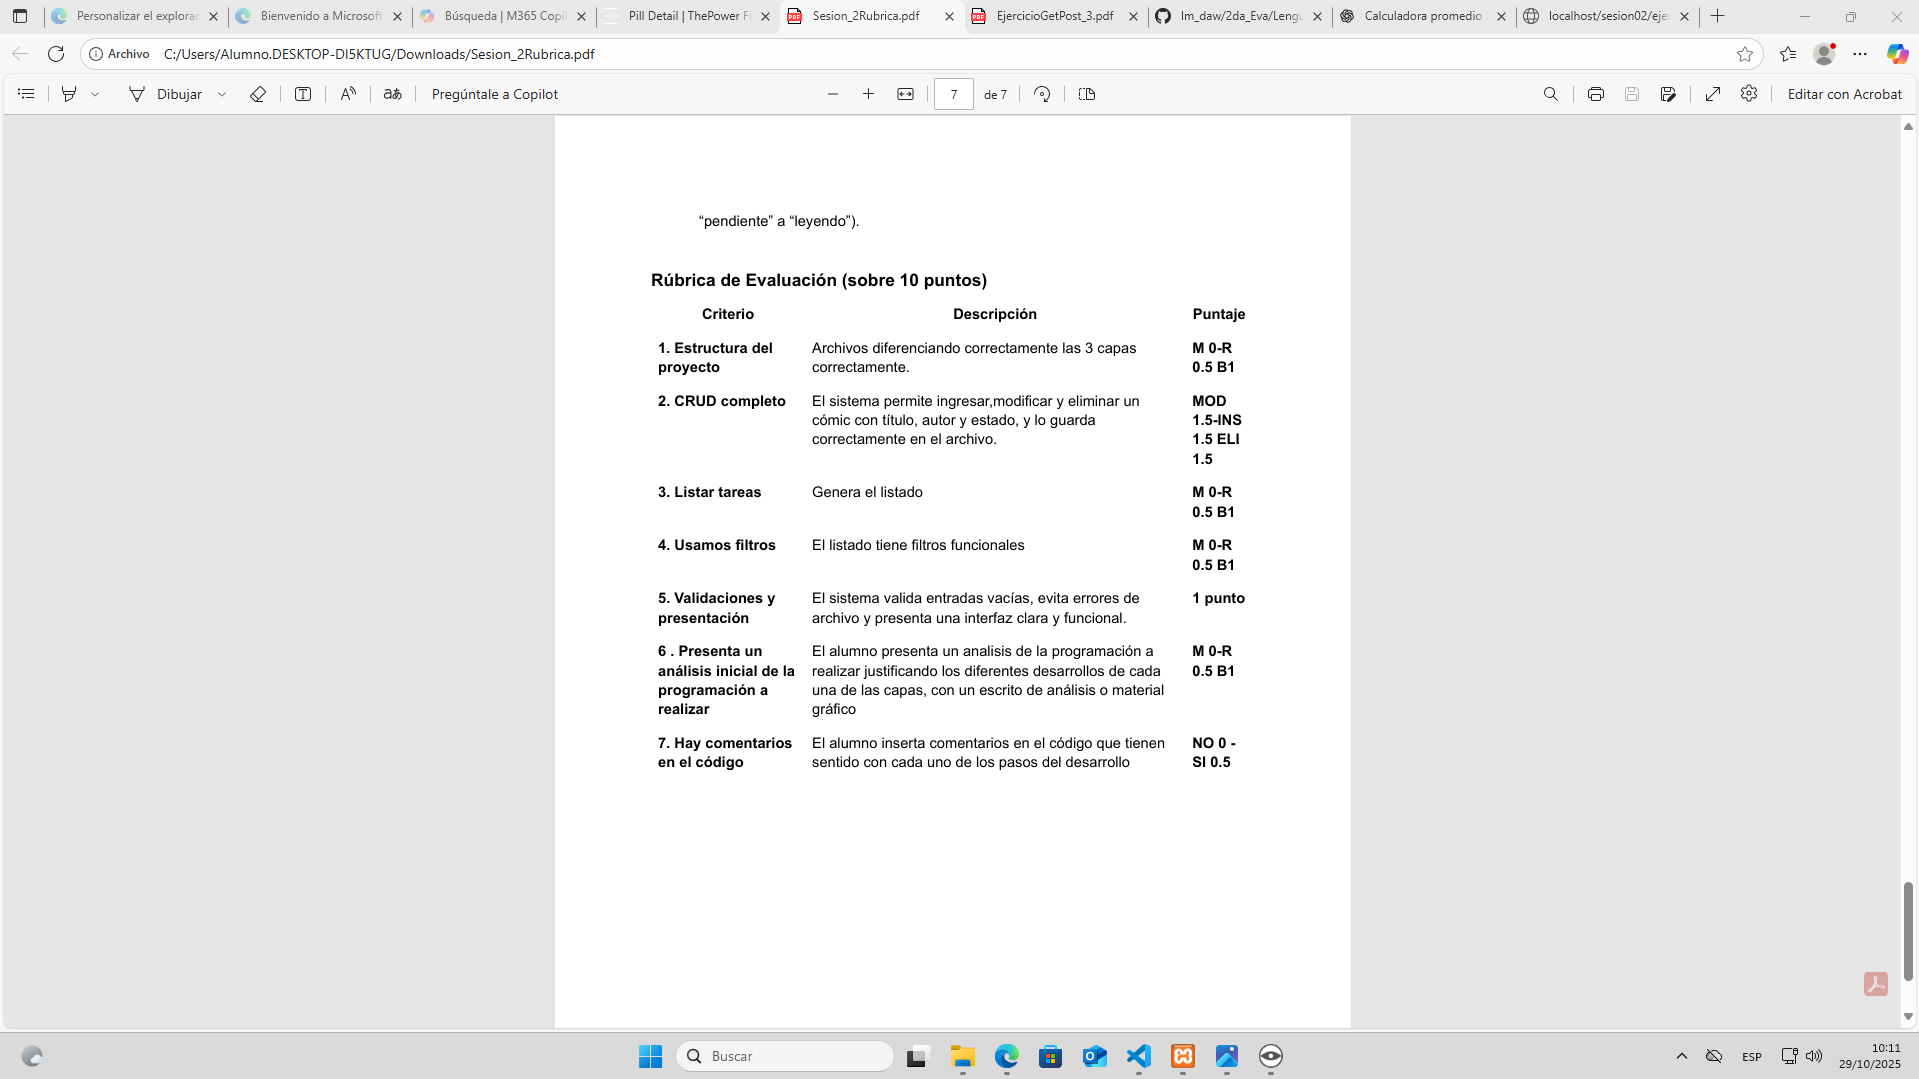 Personalizar el explorac
Bienvenido a Microsoft
Búsqueda | M365 Copil
Pill Detail | ThePower FI
Sesion_2Rubrica.pdf
EjercicioGetPost_3.pdf
lm_daw/2da_Eva/Lengu
Calculadora promedio
localhost/sesion02/ejer
Archivo
C:/Users/Alumno.DESKTOP-DI5KTUG/Downloads/Sesion_2Rubrica.pdf
Dibujar
Pregúntale a Copilot
7
de 7
Editar con Acrobat
“pendiente” a “leyendo”).
Rúbrica de Evaluación (sobre 10 puntos)
Criterio
Descripción
Puntaje
1. Estructura del
proyecto
Archivos diferenciando correctamente las 3 capas
correctamente.
M 0-R
0.5 B1
2. CRUD completo
El sistema permite ingresar,modificar y eliminar un
cómic con título, autor y estado, y lo guarda
correctamente en el archivo.
MOD
1.5-INS
1.5 ELI
1.5
3. Listar tareas
Genera el listado
M 0-R
0.5 B1
4. Usamos filtros
El listado tiene filtros funcionales
M 0-R
0.5 B1
5. Validaciones y
presentación
El sistema valida entradas vacías, evita errores de
archivo y presenta una interfaz clara y funcional.
1 punto
6 . Presenta un
análisis inicial de la
programación a
realizar
El alumno presenta un analisis de la programación a
realizar justificando los diferentes desarrollos de cada
una de las capas, con un escrito de análisis o material
gráfico
M 0-R
0.5 B1
7. Hay comentarios
en el código
El alumno inserta comentarios en el código que tienen
sentido con cada uno de los pasos del desarrollo
NO 0 -
SI 0.5
Buscar
ESP
10:11
29/10/2025